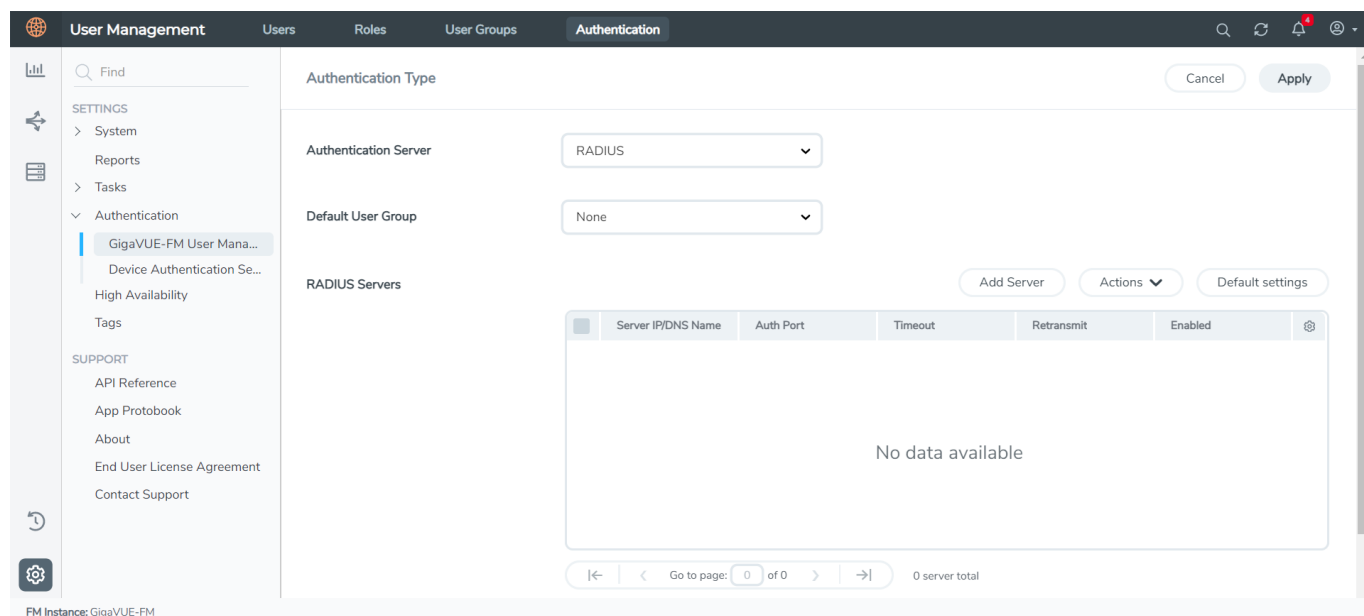 User Management Users Roles User Groups Authentication 4
Find
SETTINGS
System
Reports
Tasks
Authentication
GigaVUE-FM User Mana...
Device Authentication Se...
High Availability
Tags
SUPPORT
API Reference
App Protobook
About
End User License Agreement
Contact Support
Authentication Type Cancel Apply
Authentication Server RADIUS
Default User Group None
RADIUS Servers Add Server Actions Default settings
Server IP/DNS Name Auth Port Timeout Retransmit Enabled
No data available
Go to page: 0 of 0 0 server total
FM Instance: GigaVUE-FM